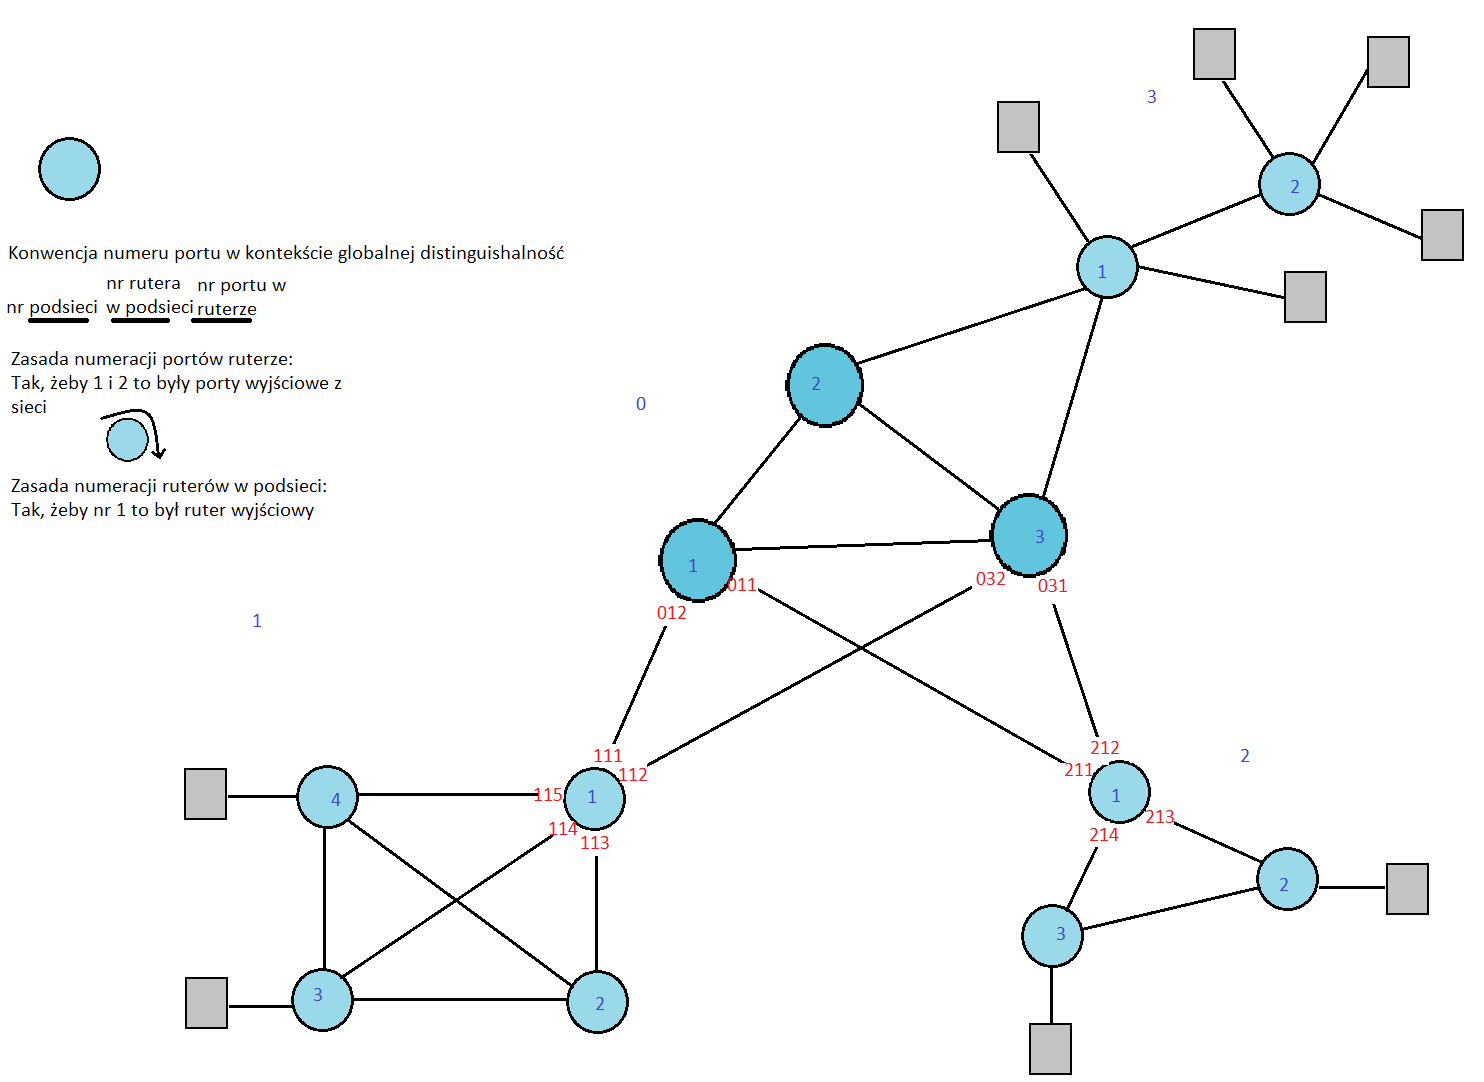 Konwencja numeru portu w kontekście globalnej distinguishalność
nr podsieci
nr rutera
w podsieci
nr portu w
ruterze
Zasada numeracji portów ruterze:
Tak, żeby 1 i 2 to były porty wyjściowe z
sieci
Zasada numeracji ruterów w podsieci:
Tak, żeby nr 1 to był ruter wyjściowy
3
2
1
0
2
1
3
011
012
032
031
1
111
112
115
114
113
1
4
3
2
2
212
211
213
214
1
2
3